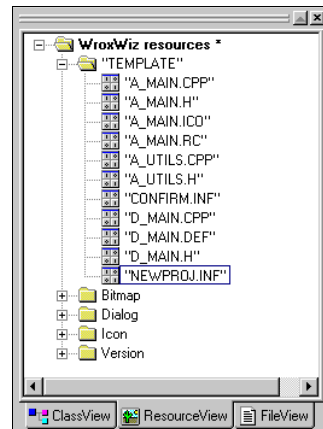 WroxWiz resources *
"TEMPLATE"
"A_MAIN.CPP"
"A_MAIN.H"
"A_MAIN.ICO"
"A_MAIN.RC"
"A_UTILS.CPP"
"A_UTILS.H"
"CONFIRM.INF"
"D_MAIN.CPP"
"D_MAIN.DEF"
"D_MAIN.H"
"NEWPROJ.INF"
Bitmap
Dialog
Icon
Version
ClassView ResourceView FileView